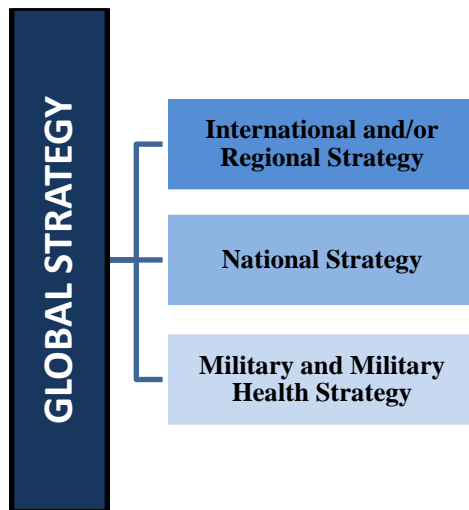 GLOBAL STRATEGY
International and/or
Regional Strategy
National Strategy
Military and Military
Health Strategy